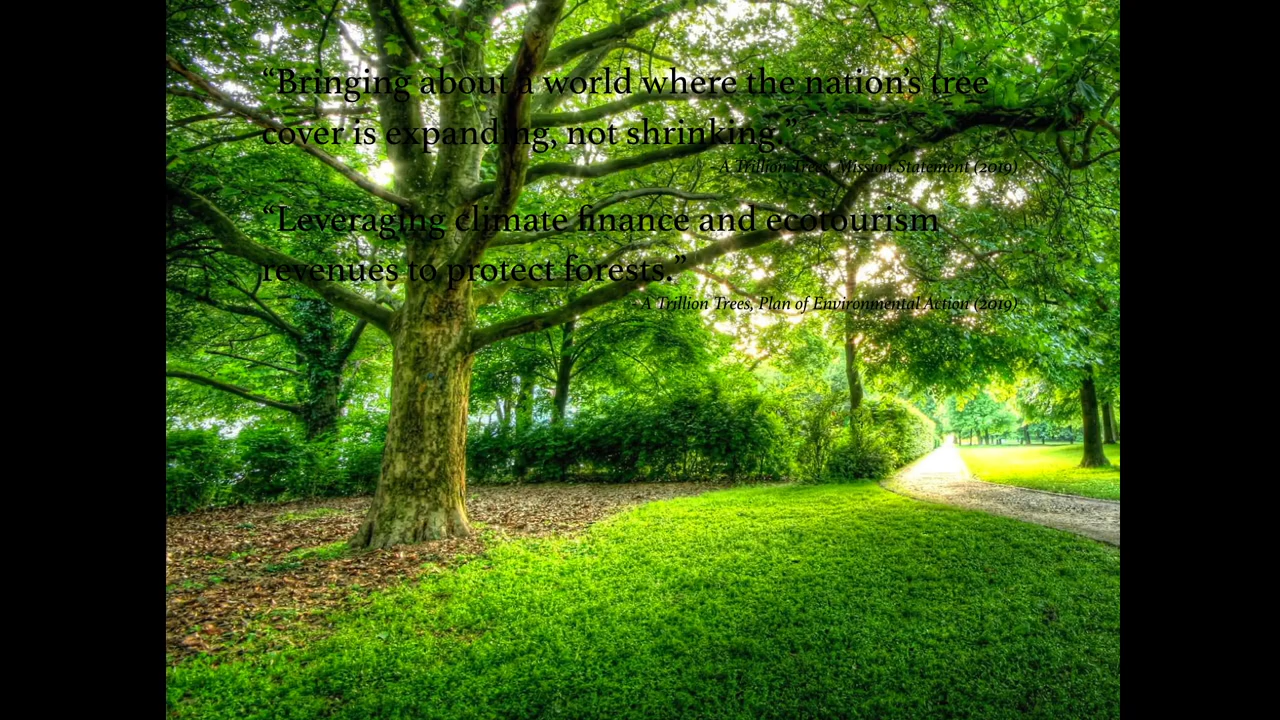 “Bringing about a world where the nation’s tree
cover is expanding, not shrinking.”
A Trillion Trees, Mission Statement (2019)
“Leveraging climate finance and ecotourism
revenues to protect forests.”
A Trillion Trees, Plan of Environmental Action (2019)